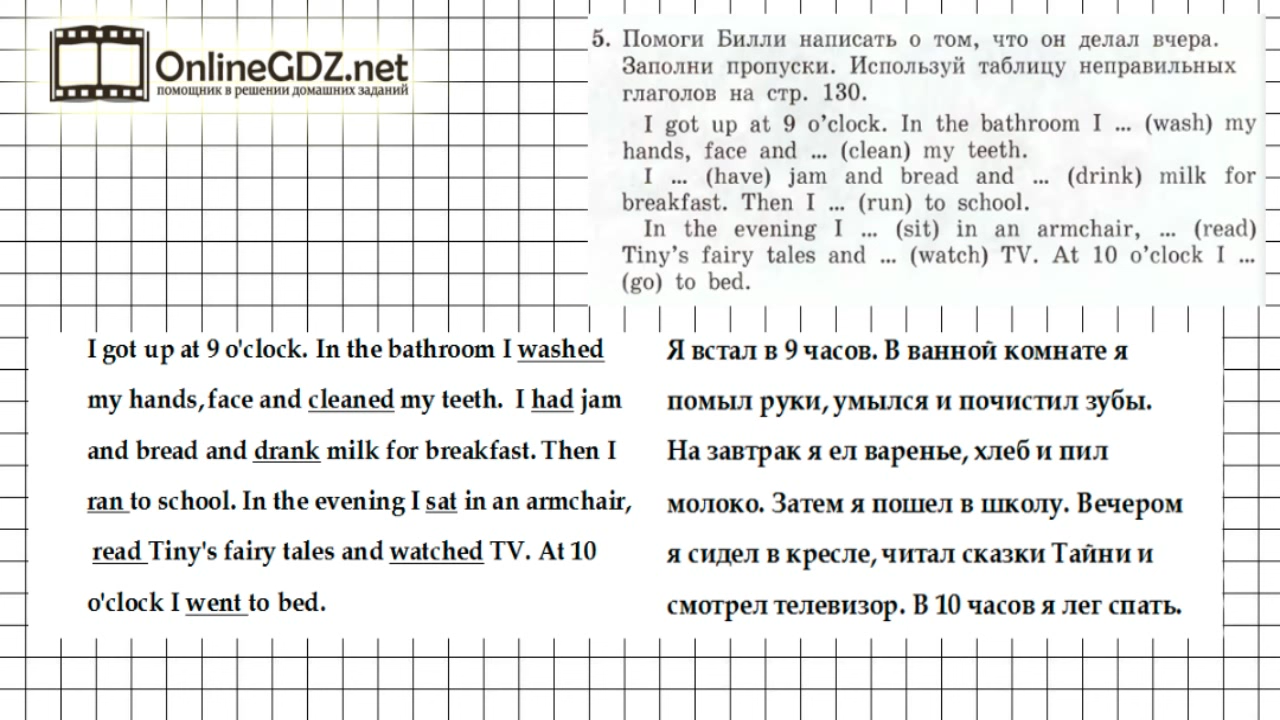 OnlineGDZ.net
помощник в решении домашних заданий
5. Помоги Билли написать о том, что он делал вчера.
Заполни пропуски. Используй таблицу неправильных
глаголов на стр. 130.
I got up at 9 o’clock. In the bathroom I ... (wash) my
hands, face and ... (clean) my teeth.
I ... (have) jam and bread and ... (drink) milk for
breakfast. Then I ... (run) to school.
In the evening I ... (sit) in an armchair, ... (read)
Tiny’s fairy tales and ... (watch) TV. At 10 o’clock I ...
(go) to bed.
I got up at 9 o'clock. In the bathroom I washed
my hands, face and cleaned my teeth. I had jam
and bread and drank milk for breakfast. Then I
ran to school. In the evening I sat in an armchair,
read Tiny's fairy tales and watched TV. At 10
o'clock I went to bed.
Я встал в 9 часов. В ванной комнате я
помыл руки, умылся и почистил зубы.
На завтрак я ел варенье, хлеб и пил
молоко. Затем я пошел в школу. Вечером
я сидел в кресле, читал сказки Тайни и
смотрел телевизор. В 10 часов я лег спать.